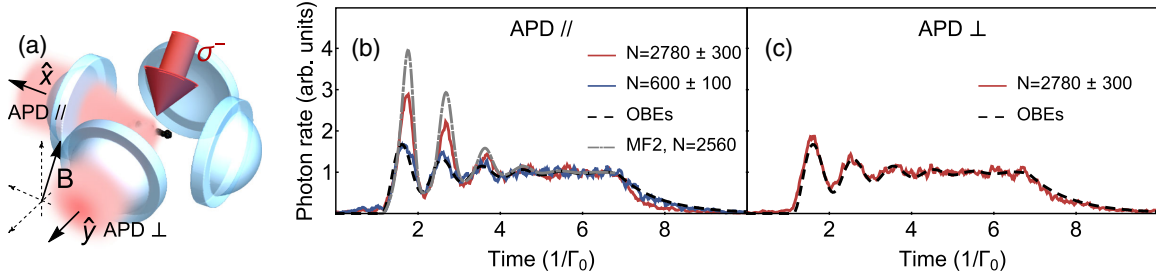 (a)
σ⁻
x̂
APD //
B
ŷ
APD ⊥
(b)
APD //
N=2780 ± 300
N=600 ± 100
OBEs
MF2, N=2560
Photon rate (arb. units)
4
3
2
1
2 4 6 8
Time (1/Γ₀)
(c)
APD ⊥
N=2780 ± 300
OBEs
2 4 6 8
Time (1/Γ₀)